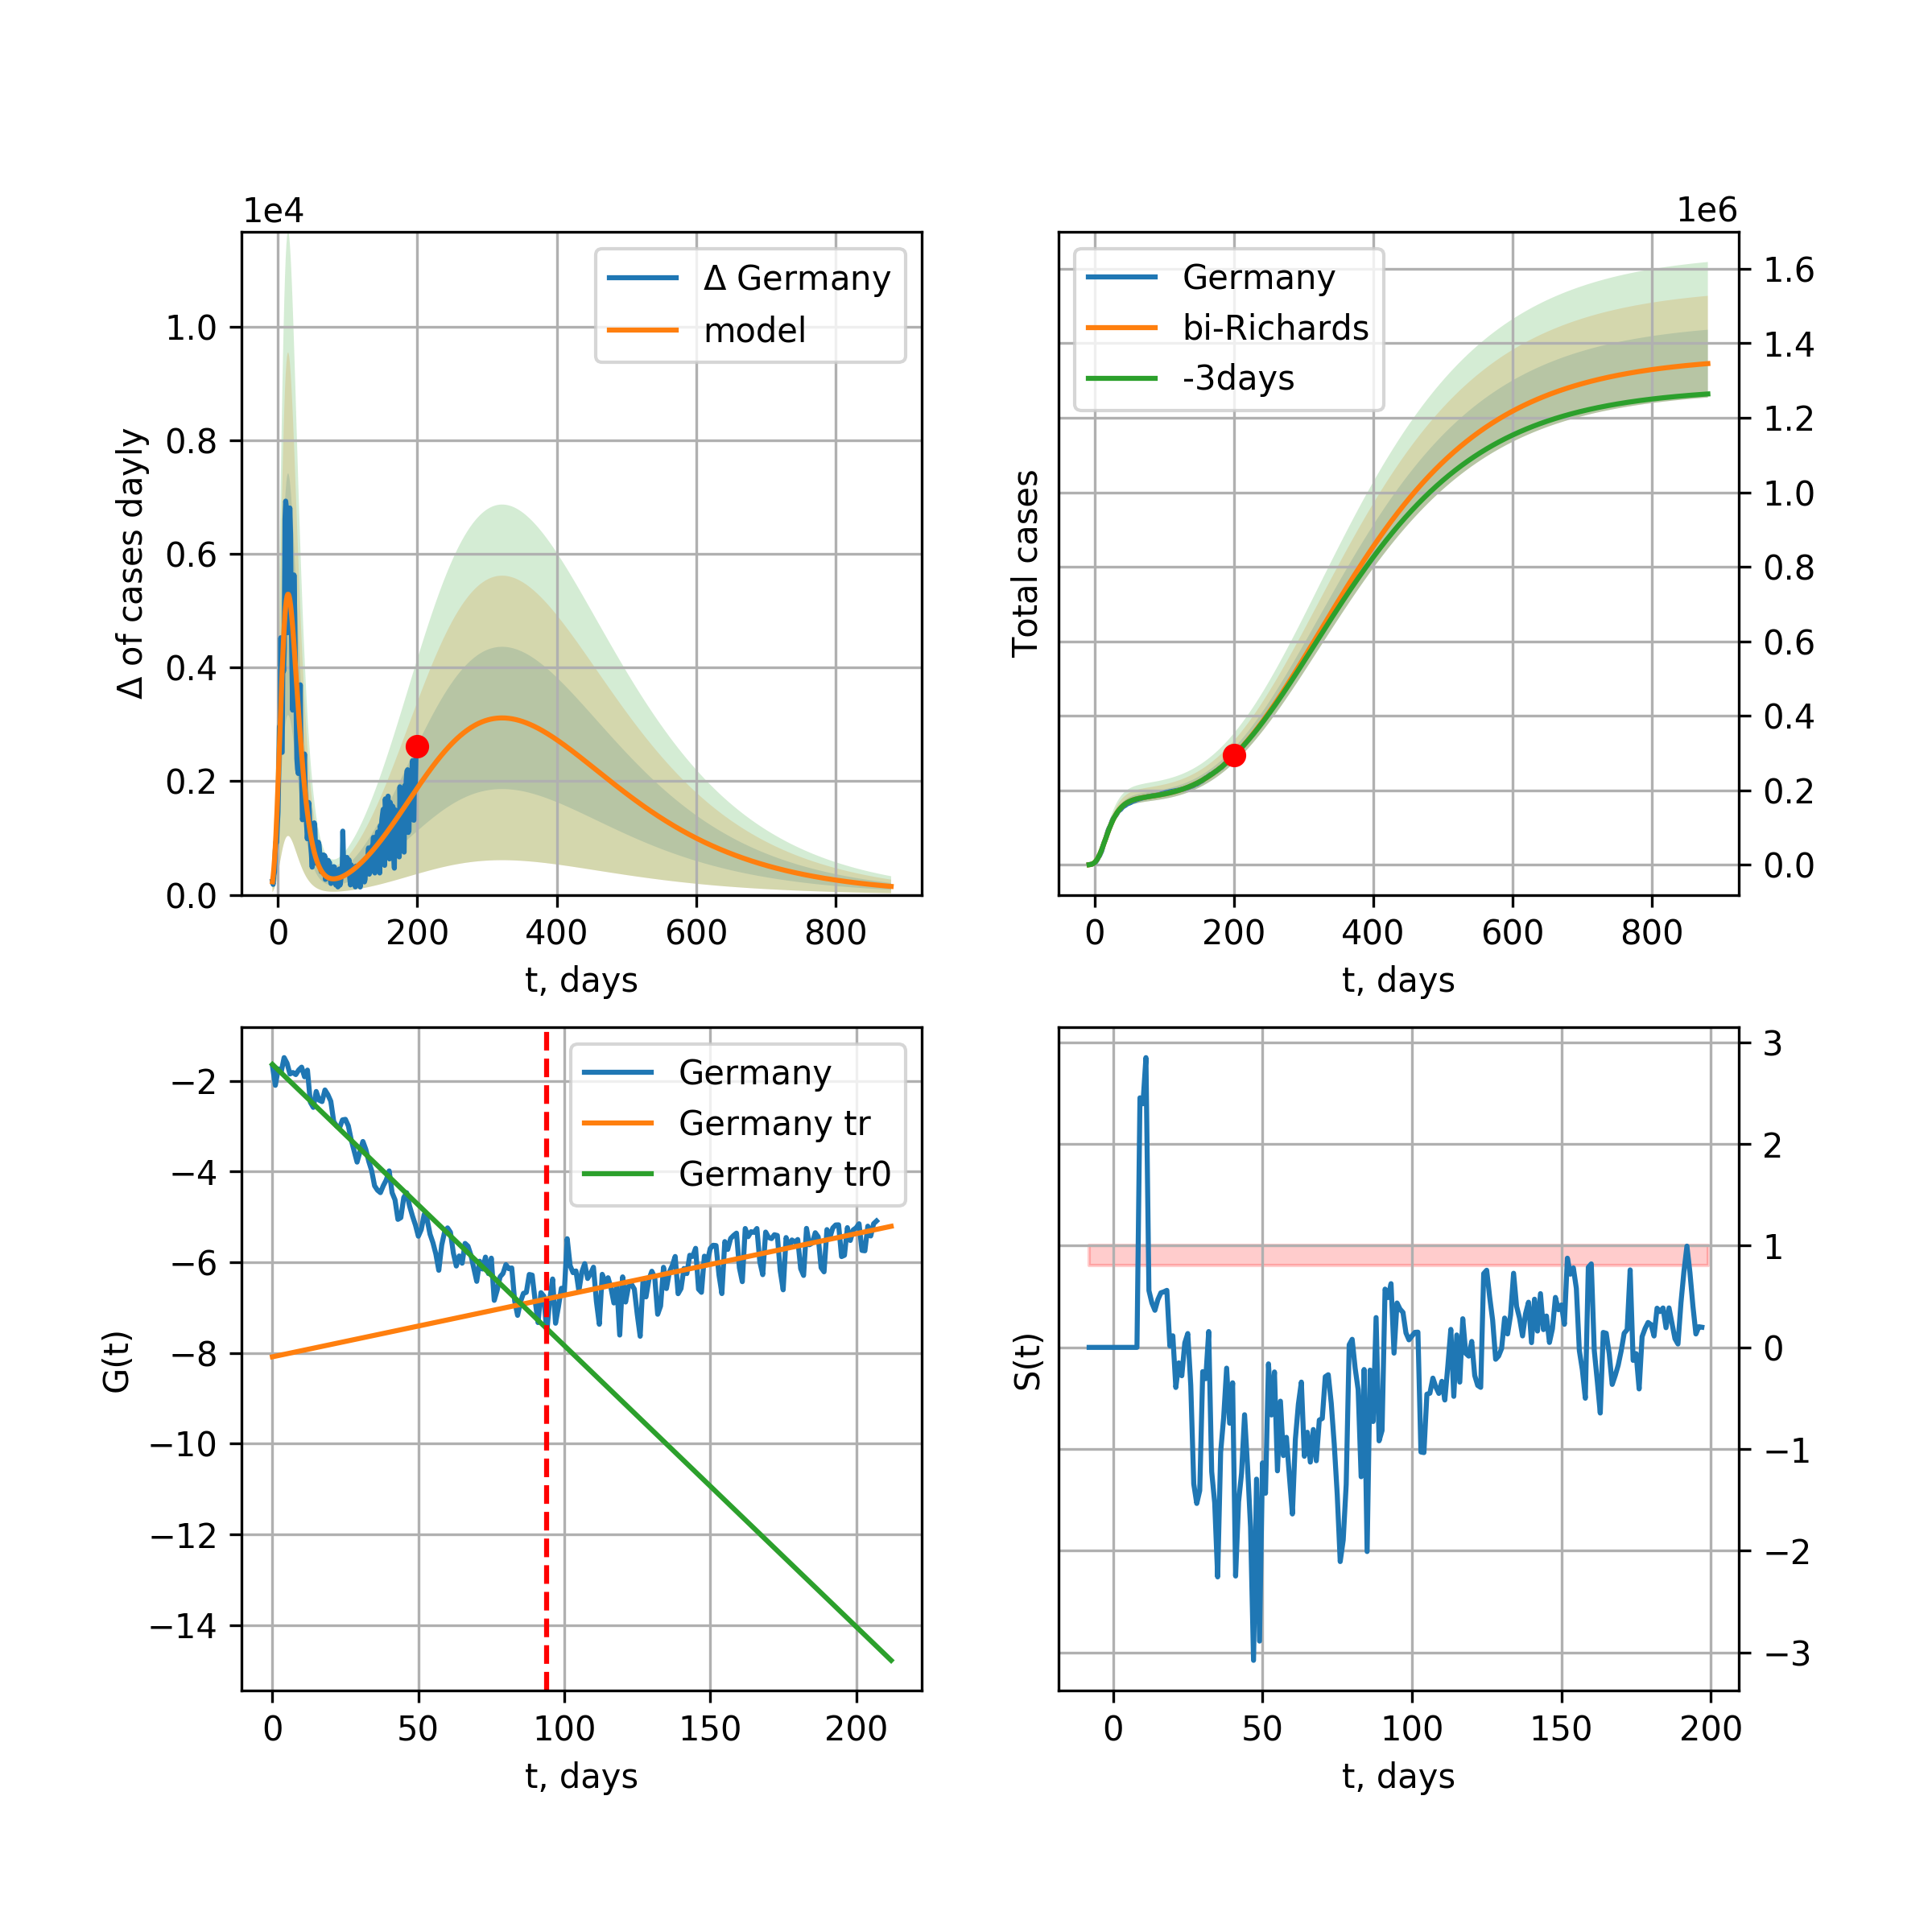 1e4
Δ Germany
model
1.0
0.8
0.6
0.4
0.2
0.0
Δ of cases dayly
0 200 400 600 800
t, days
1e6
Germany
bi-Richards
-3days
Total cases
1.6
1.4
1.2
1.0
0.8
0.6
0.4
0.2
0.0
0 200 400 600 800
t, days
Germany
Germany tr
Germany tr0
−2
−4
−6
−8
−10
−12
−14
G(t)
0 50 100 150 200
t, days
S(t)
3
2
1
0
−1
−2
−3
0 50 100 150 200
t, days